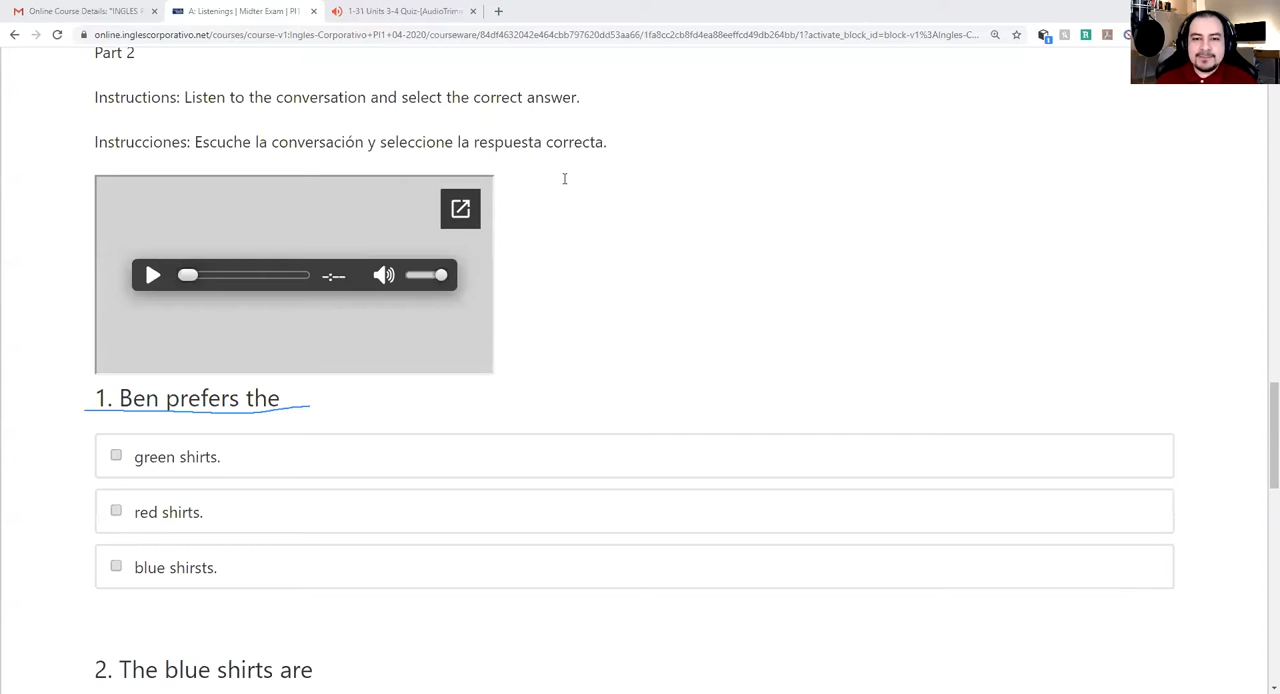 Online Course Details: "INGLES P
A: Listenings | Midter Exam | PI1
1-31 Units 3-4 Quiz-[AudioTrim
online.inglescorporativo.net/courses/course-v1:Ingles-Corporativo+PI1+04-2020/courseware/84df4632042e464cbb797620dd53aa66/1fa8cc2cb8fd4ea88eeffcd49db264bb/1?activate_block_id=block-v1%3AIngles-C...
Part 2
Instructions: Listen to the conversation and select the correct answer.
Instrucciones: Escuche la conversación y seleccione la respuesta correcta.
-:--
1. Ben prefers the
green shirts.
red shirts.
blue shirsts.
2. The blue shirts are